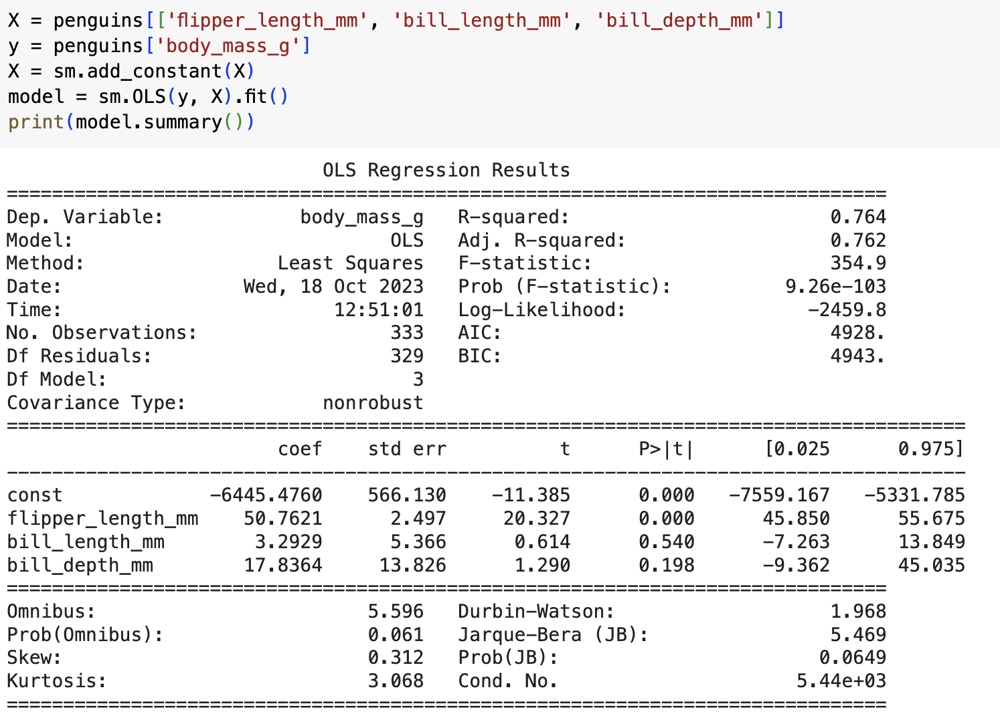 X = penguins[['flipper_length_mm', 'bill_length_mm', 'bill_depth_mm']]
y = penguins['body_mass_g']
X = sm.add_constant(X)
model = sm.OLS(y, X).fit()
print(model.summary())
OLS Regression Results
==============================================================================
Dep. Variable:            body_mass_g   R-squared:                       0.764
Model:                            OLS   Adj. R-squared:                  0.762
Method:                 Least Squares   F-statistic:                     354.9
Date:                Wed, 18 Oct 2023   Prob (F-statistic):          9.26e-103
Time:                        12:51:01   Log-Likelihood:                -2459.8
No. Observations:                 333   AIC:                             4928.
Df Residuals:                     329   BIC:                             4943.
Df Model:                           3
Covariance Type:            nonrobust
=====================================================================================
                        coef    std err          t      P>|t|      [0.025      0.975]
-------------------------------------------------------------------------------------
const             -6445.4760    566.130    -11.385      0.000   -7559.167   -5331.785
flipper_length_mm    50.7621      2.497     20.327      0.000      45.850      55.675
bill_length_mm        3.2929      5.366      0.614      0.540      -7.263      13.849
bill_depth_mm        17.8364     13.826      1.290      0.198      -9.362      45.035
==============================================================================
Omnibus:                        5.596   Durbin-Watson:                   1.968
Prob(Omnibus):                  0.061   Jarque-Bera (JB):                5.469
Skew:                           0.312   Prob(JB):                       0.0649
Kurtosis:                       3.068   Cond. No.                     5.44e+03
==============================================================================